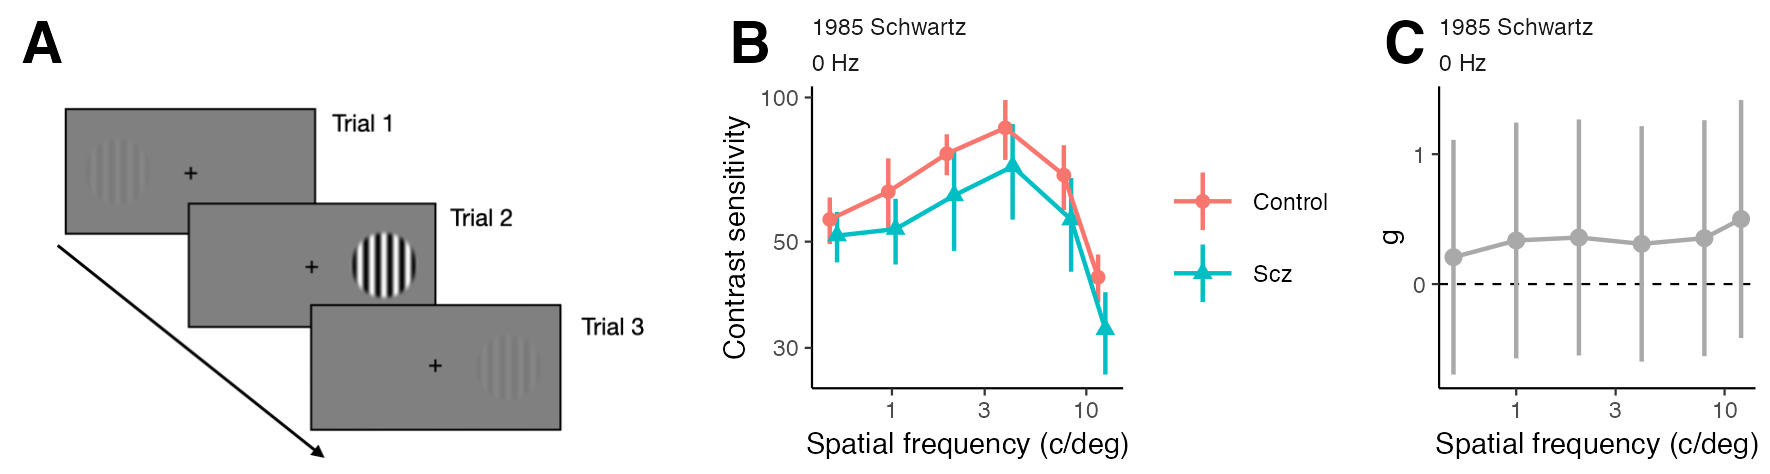 A
Trial 1
+
Trial 2
+
Trial 3
+
B
1985 Schwartz
0 Hz
Contrast sensitivity
100
50
30
1 3 10
Spatial frequency (c/deg)
Control
Scz
C
1985 Schwartz
0 Hz
g
1
0
1 3 10
Spatial frequency (c/deg)